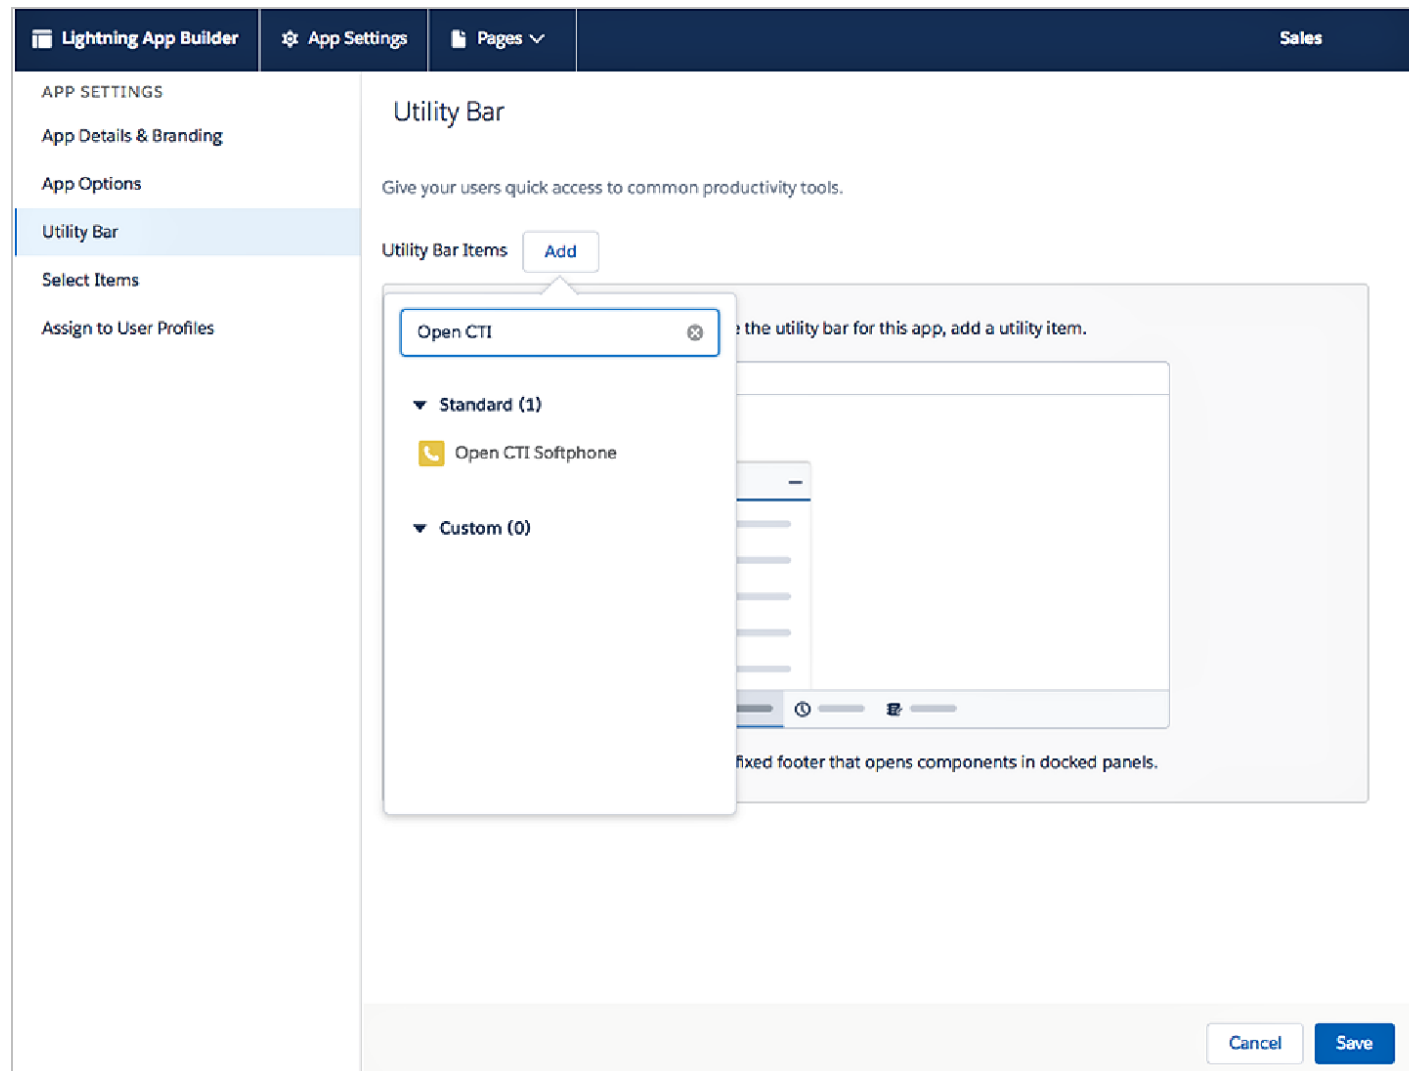 Lightning App Builder
App Settings
Pages
Sales
APP SETTINGS
App Details & Branding
App Options
Utility Bar
Select Items
Assign to User Profiles
Utility Bar
Give your users quick access to common productivity tools.
Utility Bar Items
Add
the utility bar for this app, add a utility item.
Open CTI
Standard (1)
Open CTI Softphone
Custom (0)
fixed footer that opens components in docked panels.
Cancel
Save